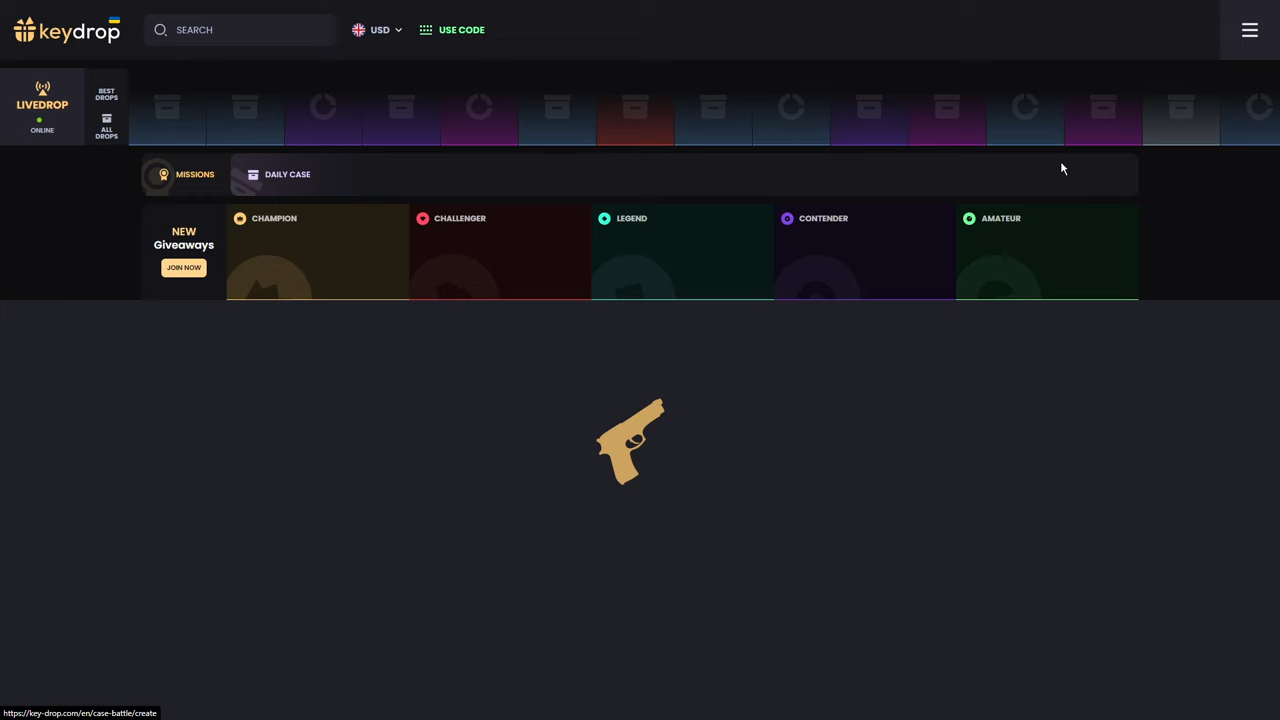 keydrop
SEARCH
USD
USE CODE
LIVEDROP
ONLINE
BEST
DROPS
ALL
DROPS
MISSIONS
DAILY CASE
NEW
Giveaways
JOIN NOW
CHAMPION
CHALLENGER
LEGEND
CONTENDER
AMATEUR
https://key-drop.com/en/case-battle/create